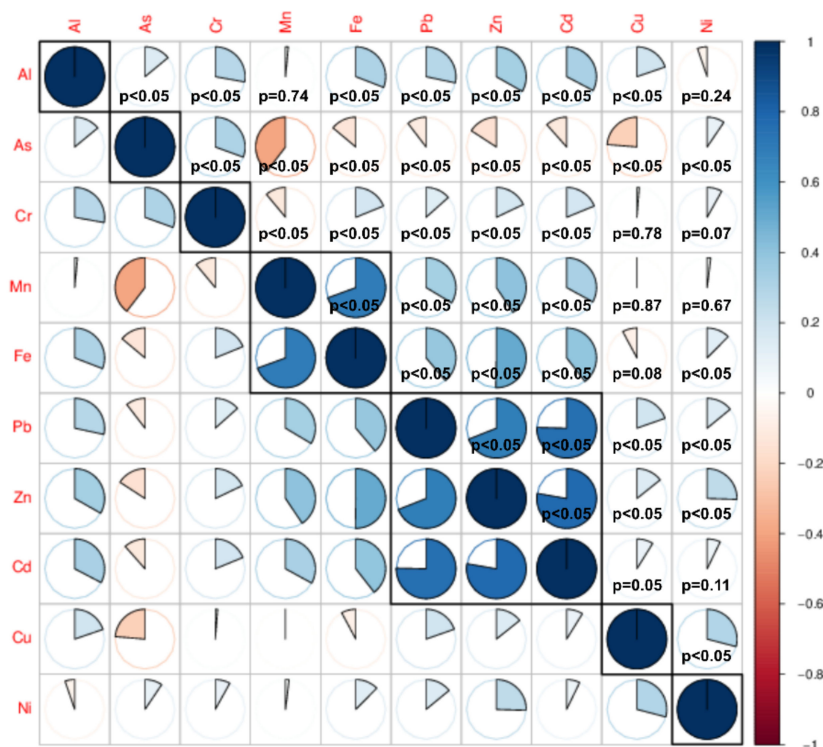 Al As Cr Mn Fe Pb Zn Cd Cu Ni
1
Al p<0.05 p<0.05 p=0.74 p<0.05 p<0.05 p<0.05 p<0.05 p<0.05 p=0.24
0.8
As p<0.05 p<0.05 p<0.05 p<0.05 p<0.05 p<0.05 p<0.05 p<0.05
0.6
Cr p<0.05 p<0.05 p<0.05 p<0.05 p<0.05 p=0.78 p=0.07
0.4
Mn p<0.05 p<0.05 p<0.05 p<0.05 p=0.87 p=0.67
0.2
Fe p<0.05 p<0.05 p<0.05 p=0.08 p<0.05
0
Pb p<0.05 p<0.05 p<0.05 p<0.05
−0.2
Zn p<0.05 p<0.05 p<0.05
−0.4
Cd p=0.05 p=0.11
−0.6
Cu p<0.05
−0.8
Ni
−1